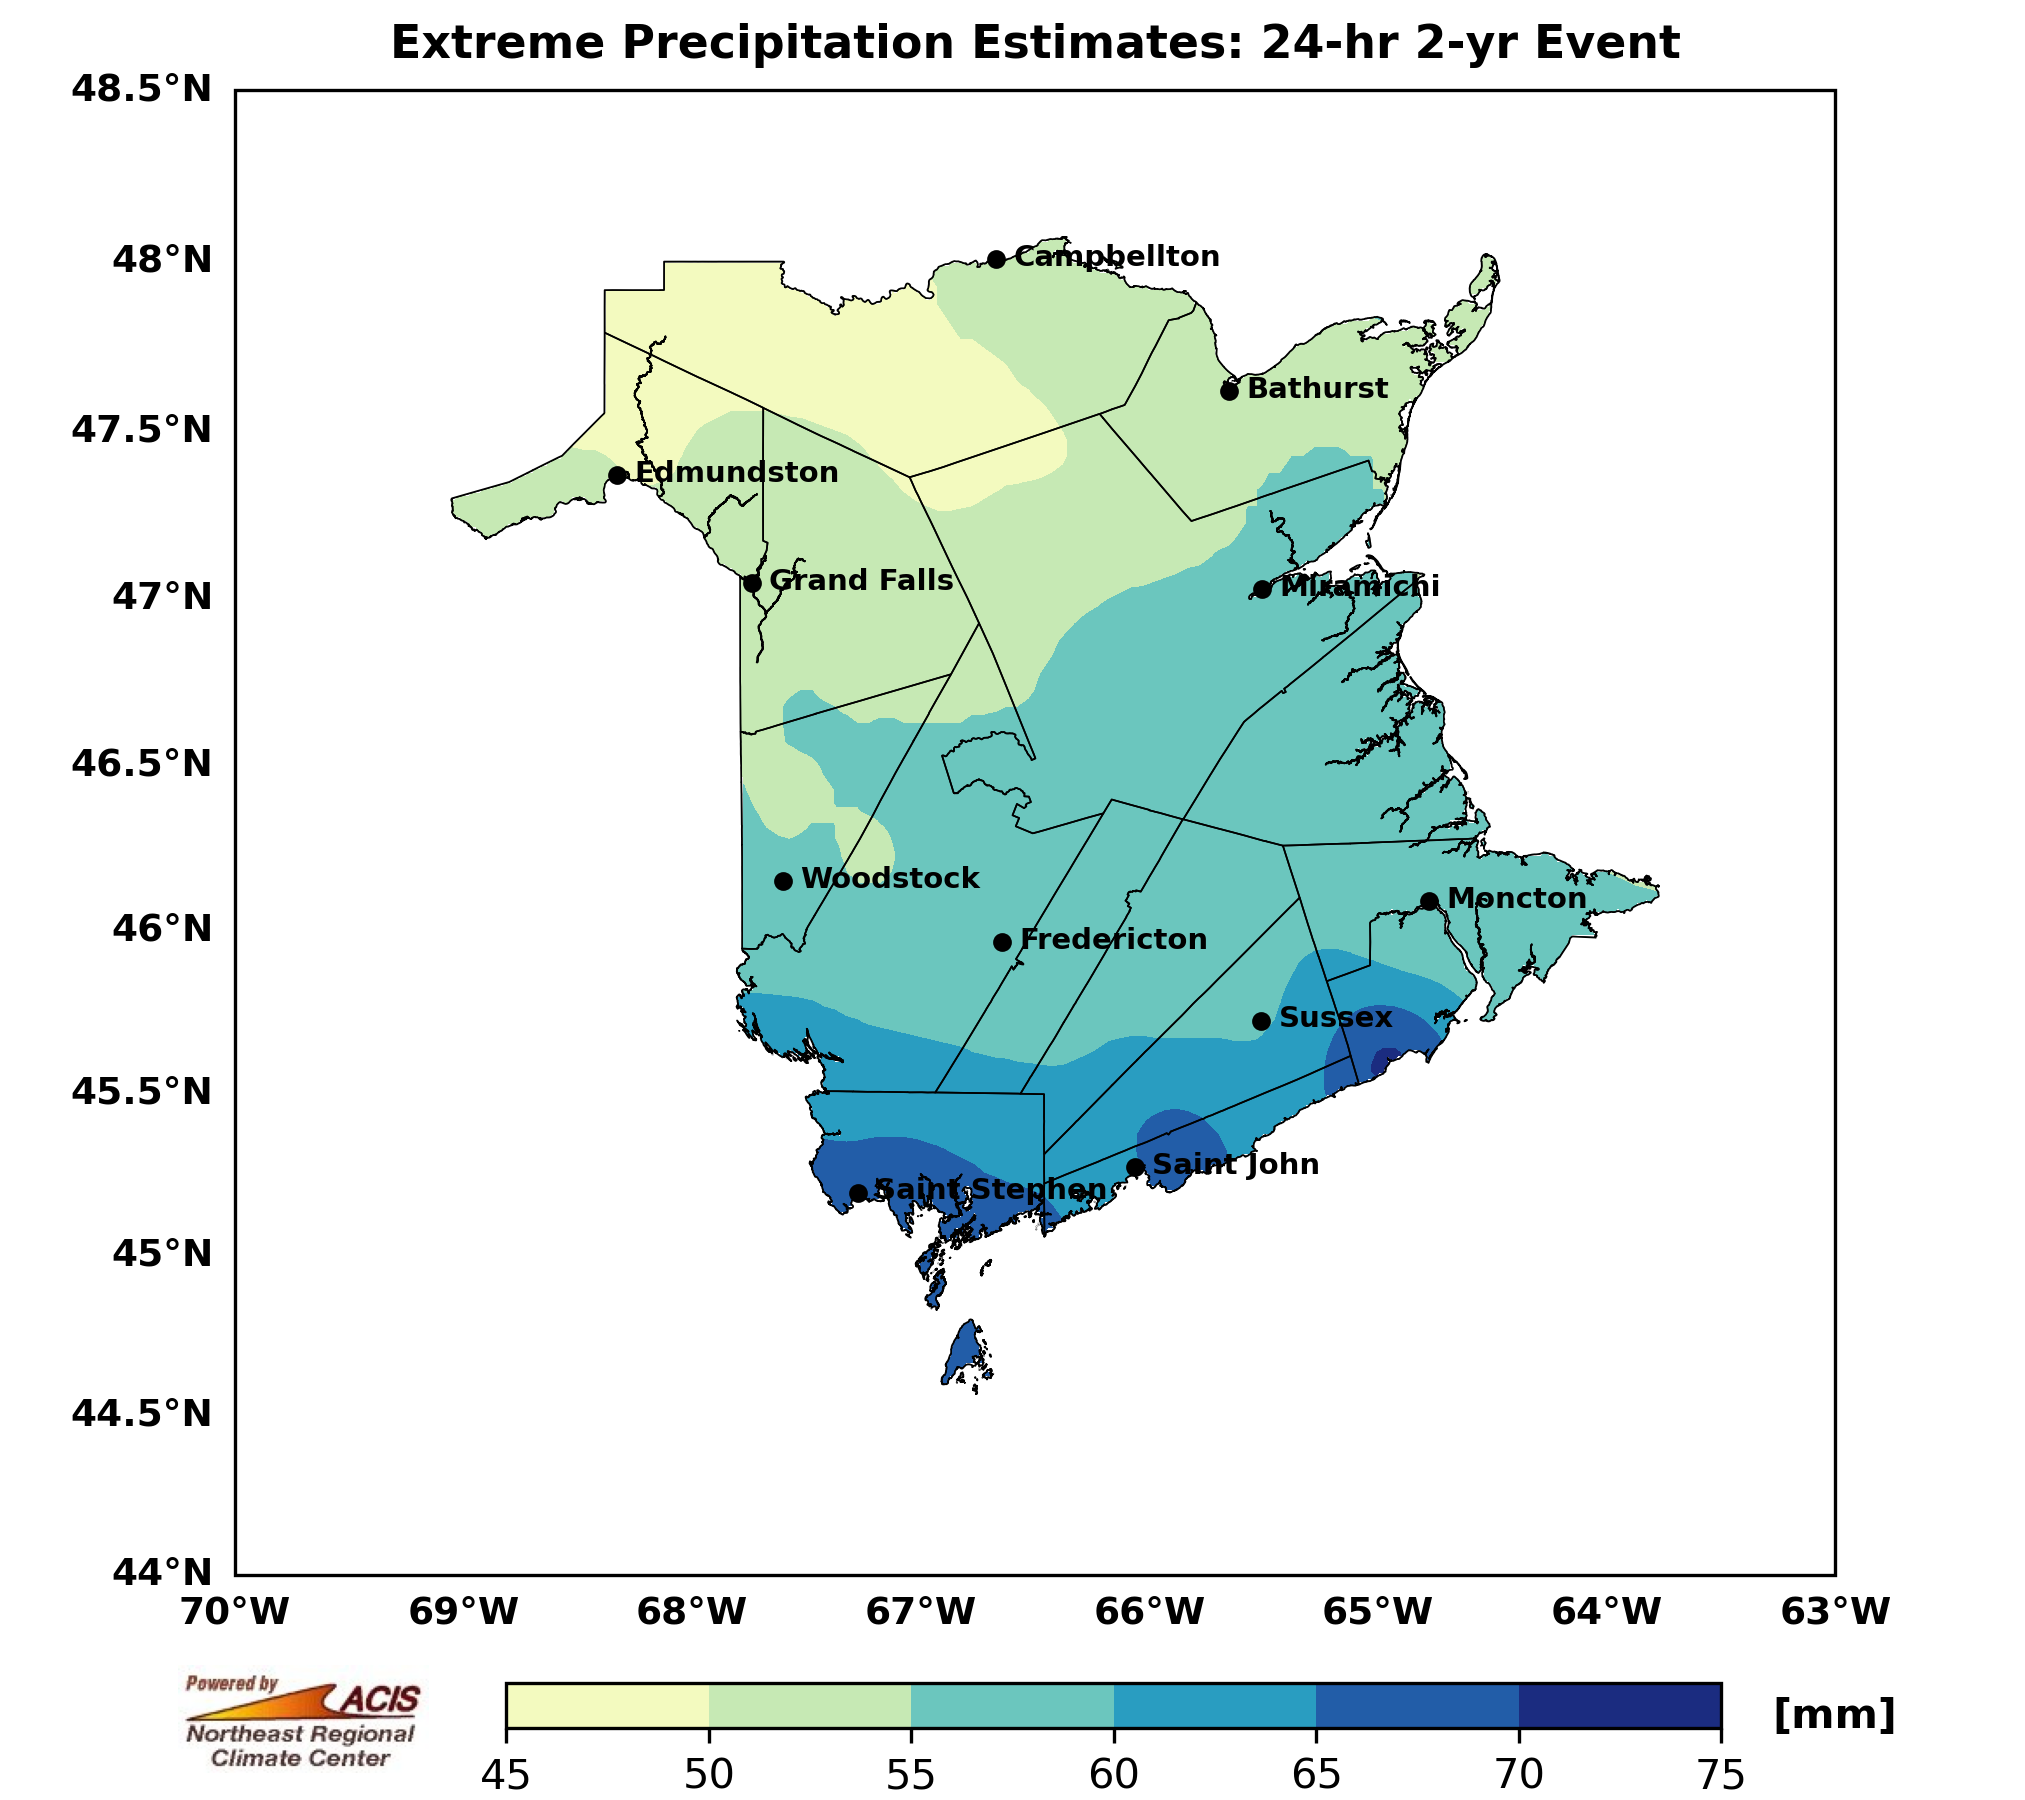 Extreme Precipitation Estimates: 24-hr 2-yr Event
48.5°N
48°N
47.5°N
47°N
46.5°N
46°N
45.5°N
45°N
44.5°N
44°N
Campbellton
Bathurst
Edmundston
Grand Falls
Miramichi
Woodstock
Moncton
Fredericton
Sussex
Saint John
Saint Stephen
70°W
69°W
68°W
67°W
66°W
65°W
64°W
63°W
Powered by
ACIS
Northeast Regional
Climate Center
[mm]
45
50
55
60
65
70
75